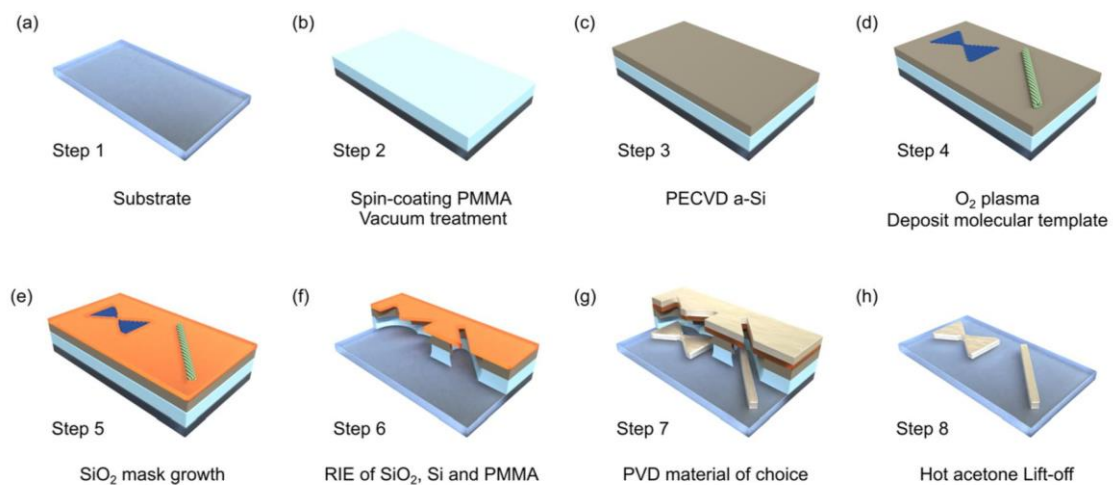 (a)
(b)
(c)
(d)
Step 1
Step 2
Step 3
Step 4
Substrate
Spin-coating PMMA
Vacuum treatment
PECVD a-Si
O₂ plasma
Deposit molecular template
(e)
(f)
(g)
(h)
Step 5
Step 6
Step 7
Step 8
SiO₂ mask growth
RIE of SiO₂, Si and PMMA
PVD material of choice
Hot acetone Lift-off